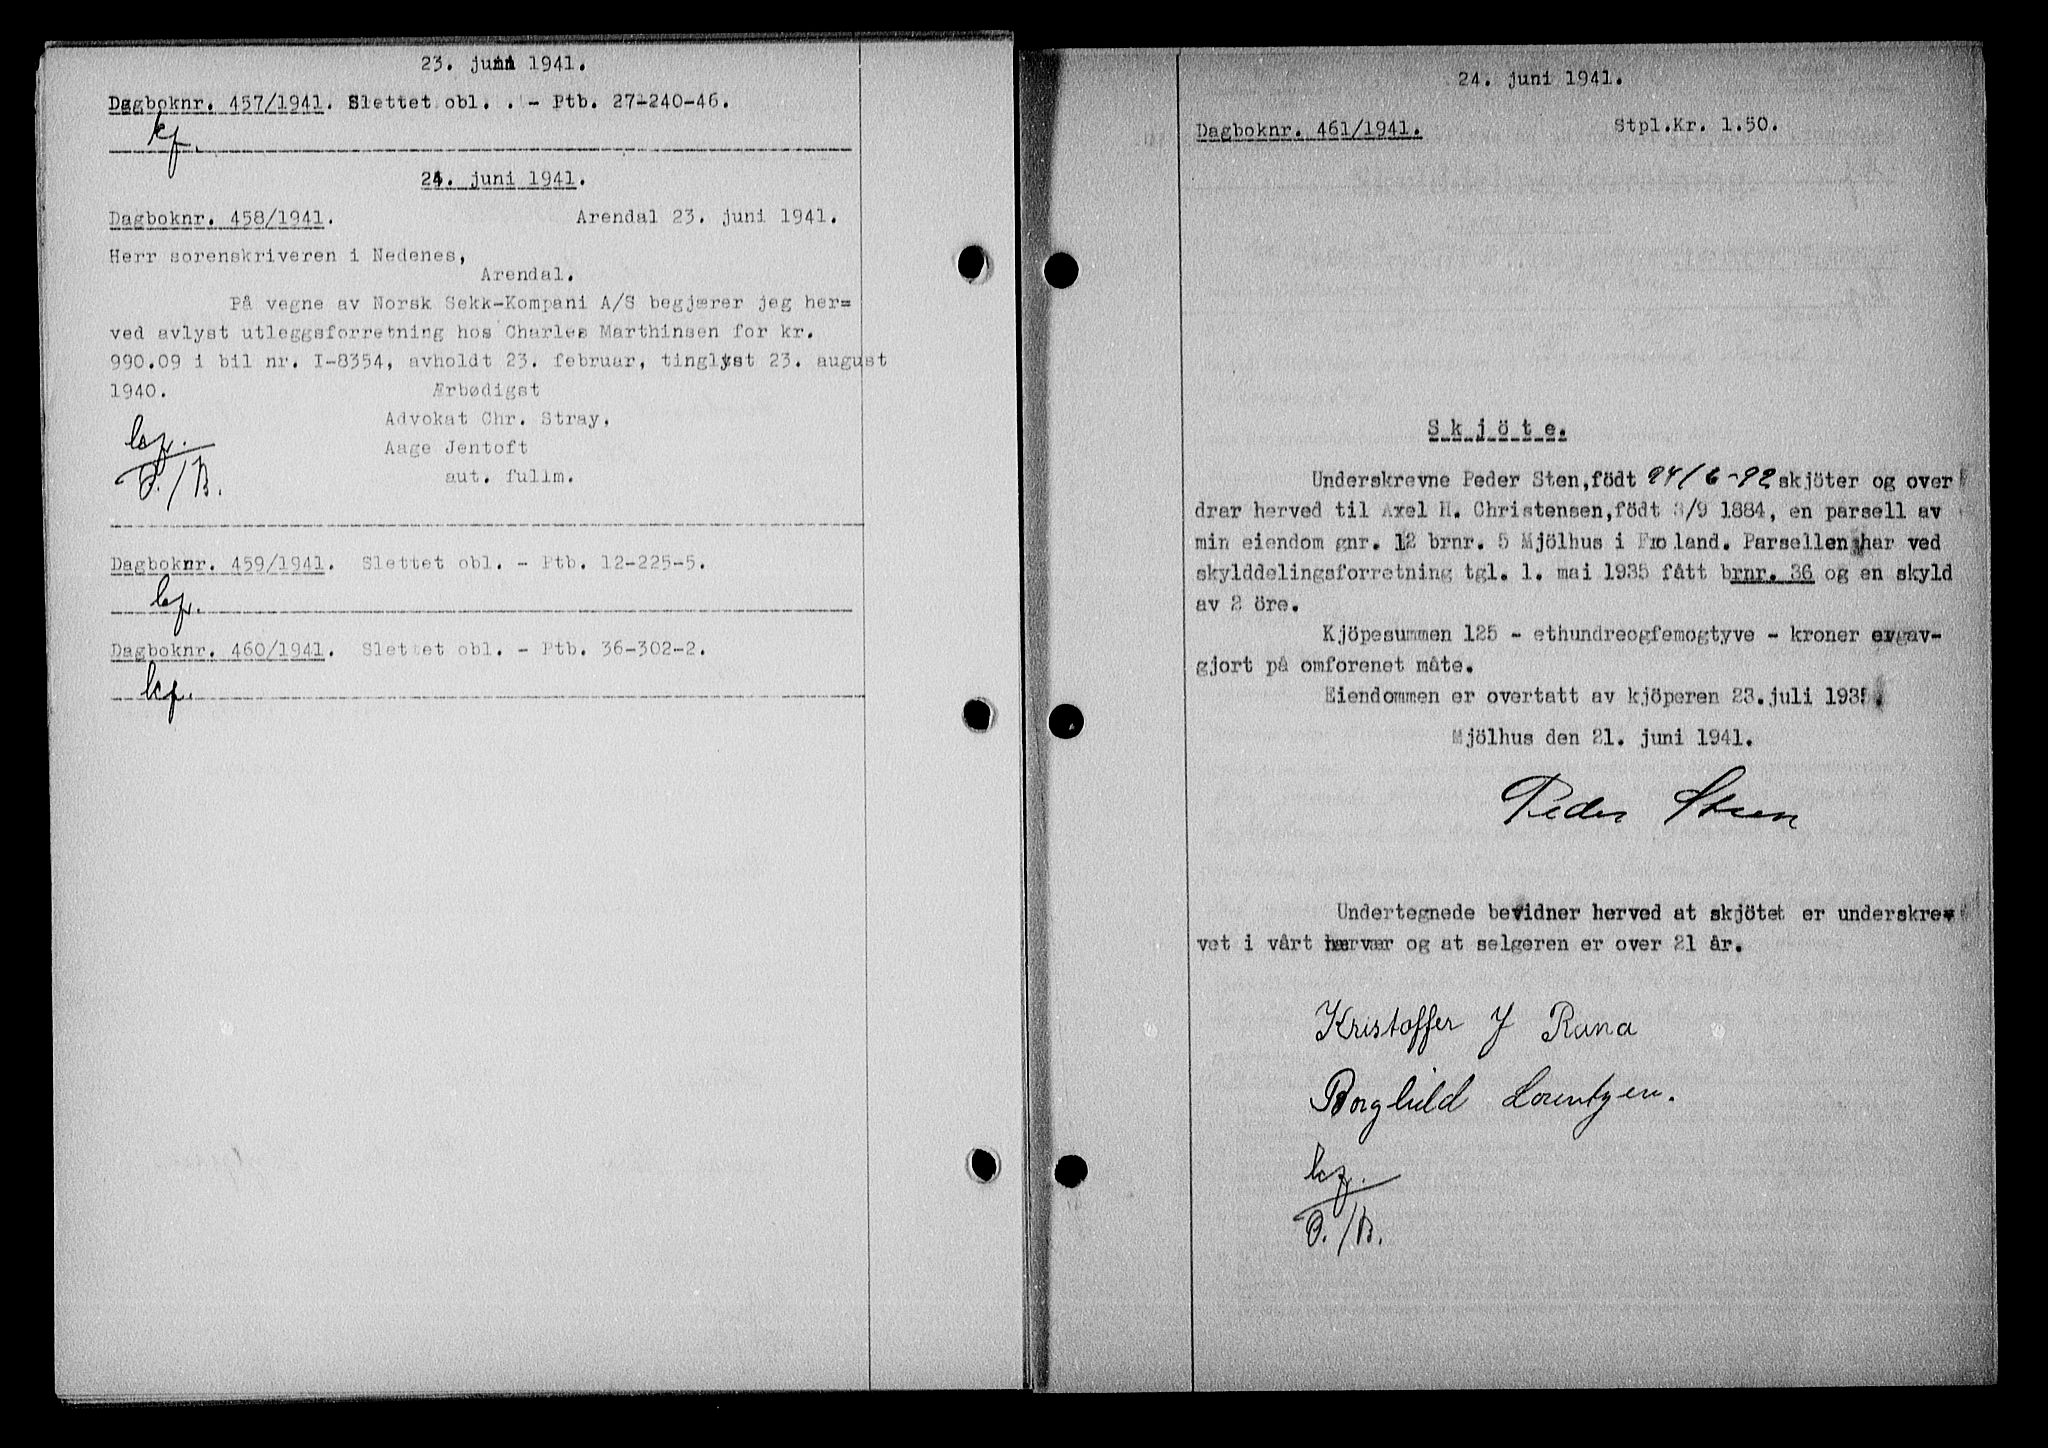 23. juni 1941.
Dagboknr. 457/1941. Slettet obl. . - Ptb. 27-240-46.
kf.
24. juni 1941.
Dagboknr. 458/1941. Arendal 23. juni 1941.
Herr sorenskriveren i Nedenes,
Arendal.
På vegne av Norsk Sekk-Kompani A/S begjærer jeg her=
ved avlyst utleggsforretning hos Charles Marthinsen for kr.
990.09 i bil nr. I-8354, avholdt 23. februar, tinglyst 23. august
1940. Ærbødigst
Advokat Chr. Stray,
Aage Jentoft
aut. fullm.
kf.
O./B.
Dagboknr. 459/1941. Slettet obl. - Ptb. 12-225-5.
kf.
Dagboknr. 460/1941. Slettet obl. - Ptb. 36-302-2.
kf.
24. juni 1941.
Dagboknr. 461/1941. Stpl.Kr. 1.50.
Skjöte.
Underskrevne Peder Sten,födt 24/6-92 skjöter og over
drar herved til Axel H. Christensen,födt 3/9 1884, en parsell av
min eiendom gnr. 12 brnr. 5 Mjölhus i Froland. Parsellen har ved
skylddelingsforretning tgl. 1. mai 1935 fått brnr. 36 og en skyld
av 2 öre.
Kjöpesummen 125 - ethundreogfemogtyve - kroner er av-
gjort på omforenet måte.
Eiendommen er overtatt av kjöperen 23.juli 1935.
Mjölhus den 21. juni 1941.
Peder Steen
Undertegnede bevidner herved at skjötet er underskre-
vet i vårt nærvær og at selgeren er over 21 år.
Kristoffer J Runa
Borghild Lorentzen.
kf.
O./B.